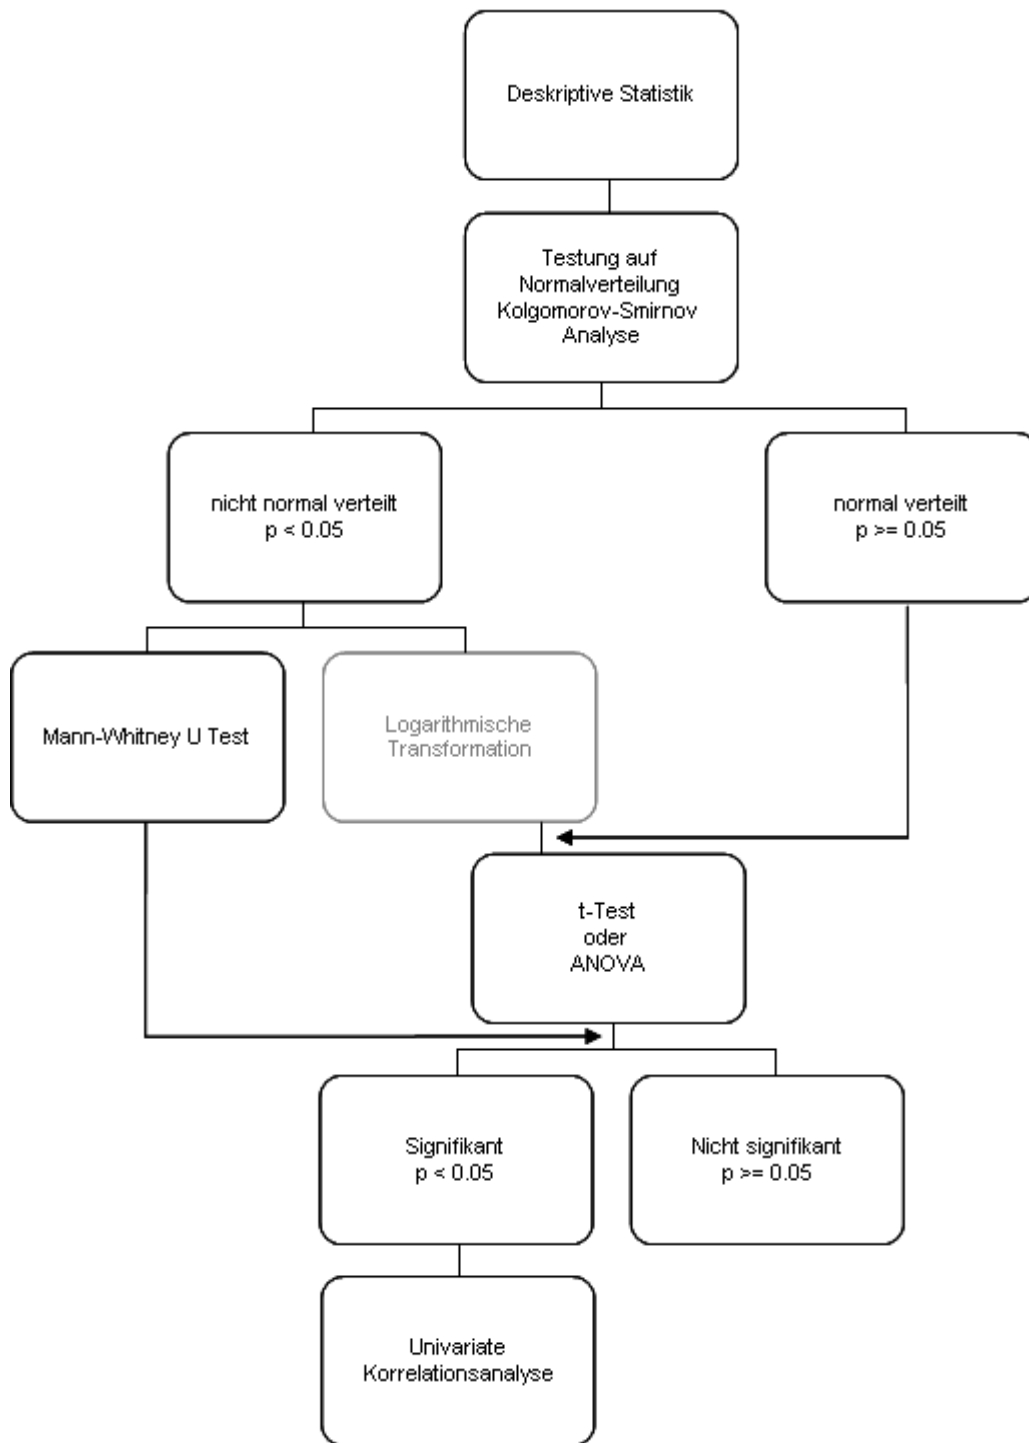 Deskriptive Statistik
Testung auf
Normalverteilung
Kolgomorov-Smirnov
Analyse
nicht normal verteilt
p < 0.05
normal verteilt
p >= 0.05
Mann-Whitney U Test
Logarithmische
Transformation
t-Test
oder
ANOVA
Signifikant
p < 0.05
Nicht signifikant
p >= 0.05
Univariate
Korrelationsanalyse